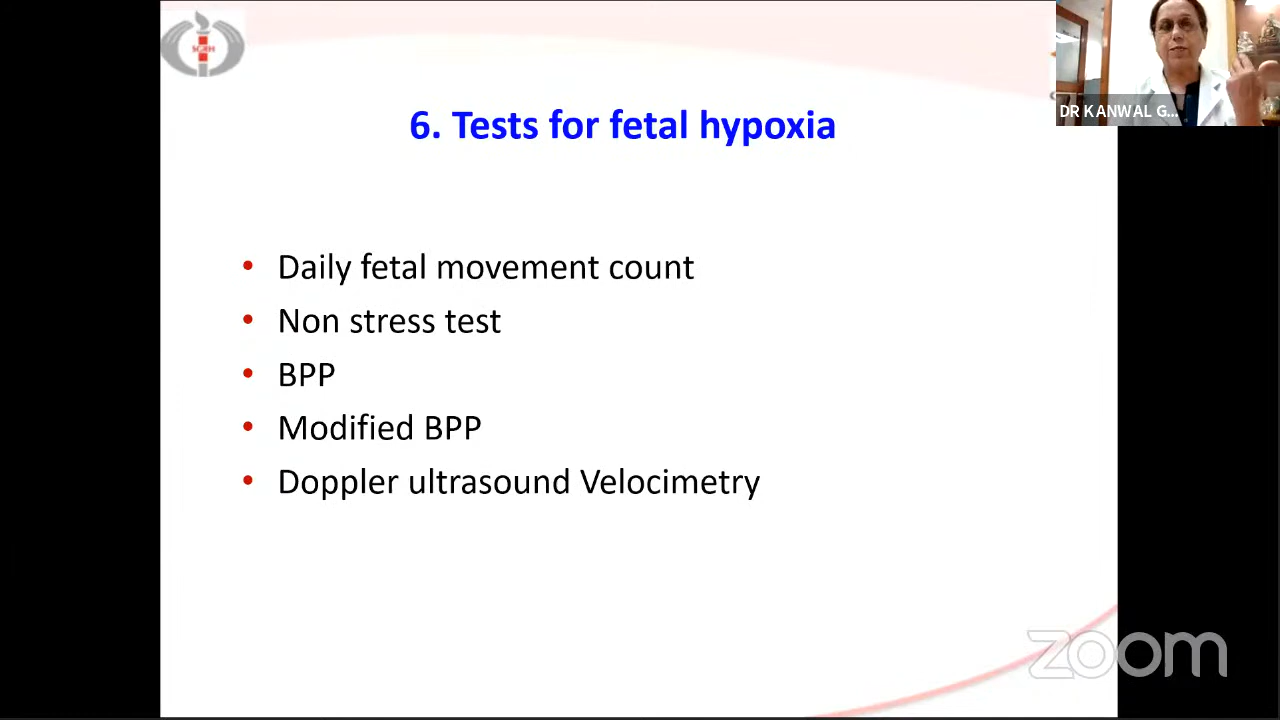 SGRH
6. Tests for fetal hypoxia
DR KANWAL G...
• Daily fetal movement count
• Non stress test
• BPP
• Modified BPP
• Doppler ultrasound Velocimetry
zoom